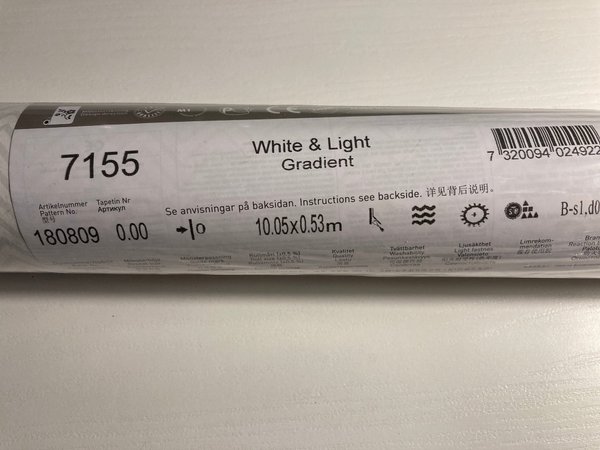 7155
White & Light
Gradient
7 320094 024922
Artikelnummer
Pattern No.
型号
Tapetin Nr
Артикул
Se anvisningar på baksidan. Instructions see backside. 详见背后说明。
180809
0.00
10.05x0.53m
B-s1,d0
Kvalitet
Quality
Tvättbarhet
Washability
Ljusäkthet
Light fastness
Limrekom-
mendation